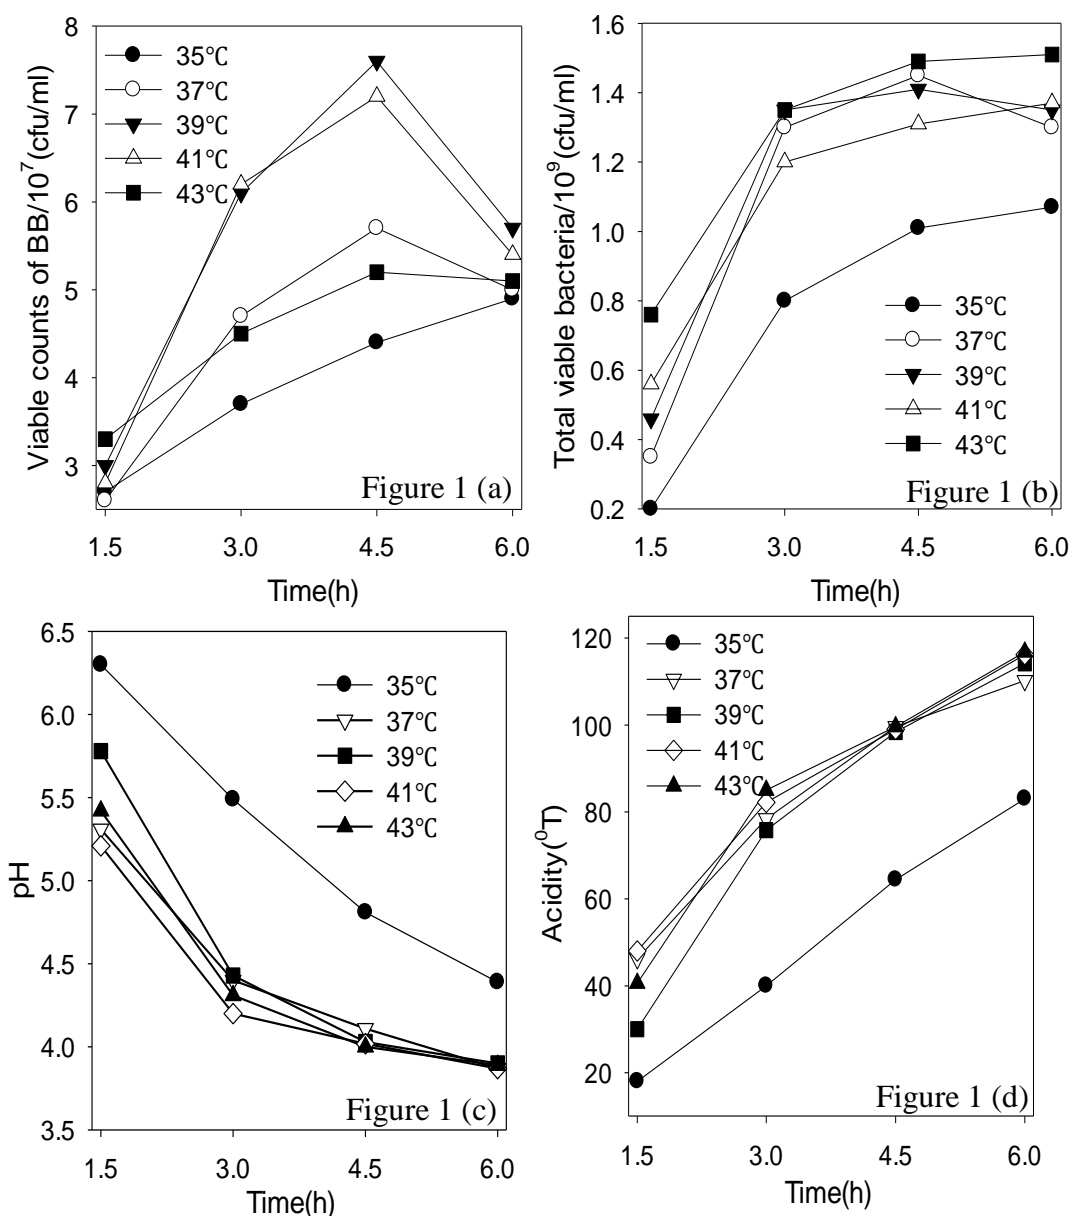 8
7
6
5
4
3
35℃
37℃
39℃
41℃
43℃
Viable counts of BB/10⁷(cfu/ml)
Figure 1 (a)
1.5 3.0 4.5 6.0
Time(h)
1.6
1.4
1.2
1.0
0.8
0.6
0.4
0.2
Total viable bacteria/10⁹(cfu/ml)
35℃
37℃
39℃
41℃
43℃
Figure 1 (b)
1.5 3.0 4.5 6.0
Time(h)
6.5
6.0
5.5
5.0
4.5
4.0
3.5
pH
35℃
37℃
39℃
41℃
43℃
Figure 1 (c)
1.5 3.0 4.5 6.0
Time(h)
120
100
80
60
40
20
Acidity(⁰T)
35℃
37℃
39℃
41℃
43℃
Figure 1 (d)
1.5 3.0 4.5 6.0
Time(h)